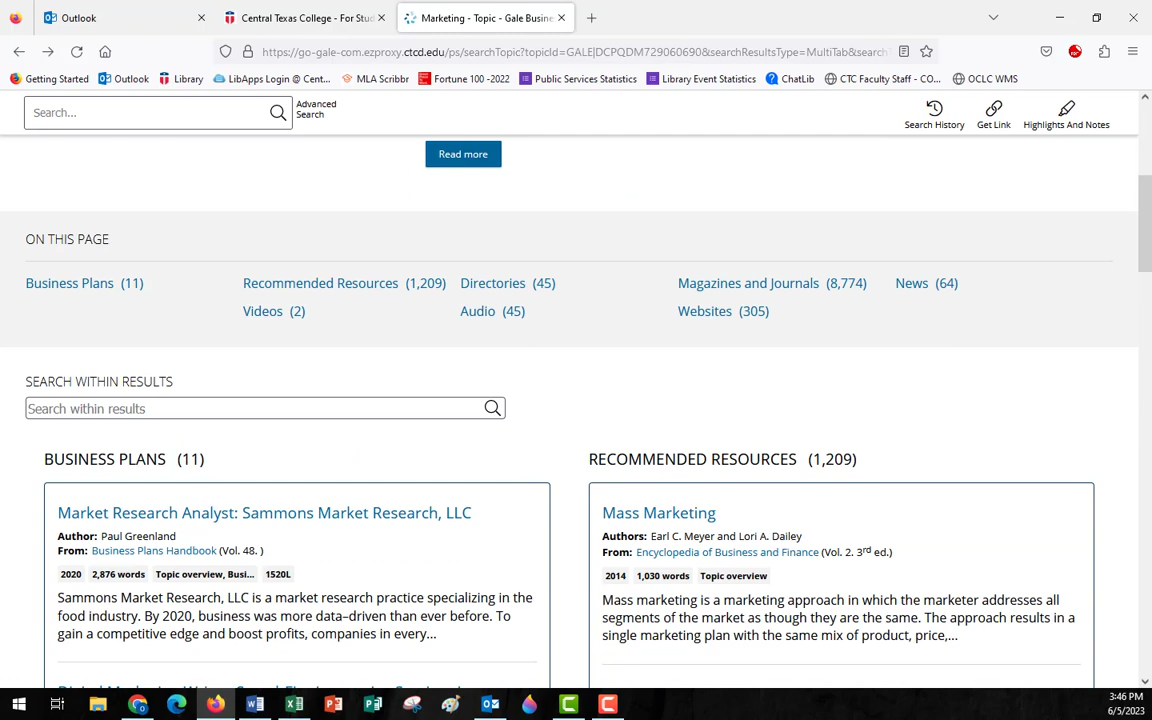 Outlook
Central Texas College - For Stud
Marketing - Topic - Gale Busine
https://go-gale-com.ezproxy.ctcd.edu/ps/searchTopic?topicId=GALE|DCPQDM729060690&searchResultsType=MultiTab&search
Getting Started
Outlook
Library
LibApps Login @ Cent...
MLA Scribbr
Fortune 100 -2022
Public Services Statistics
Library Event Statistics
ChatLib
CTC Faculty Staff - CO...
OCLC WMS
Search...
Advanced
Search
Search History
Get Link
Highlights And Notes
Read more
ON THIS PAGE
Business Plans (11)
Recommended Resources (1,209)
Directories (45)
Magazines and Journals (8,774)
News (64)
Videos (2)
Audio (45)
Websites (305)
SEARCH WITHIN RESULTS
Search within results
BUSINESS PLANS (11)
Market Research Analyst: Sammons Market Research, LLC
Author: Paul Greenland
From: Business Plans Handbook (Vol. 48. )
2020
2,876 words
Topic overview, Busi...
1520L
Sammons Market Research, LLC is a market research practice specializing in the
food industry. By 2020, business was more data–driven than ever before. To
gain a competitive edge and boost profits, companies in every...
RECOMMENDED RESOURCES (1,209)
Mass Marketing
Authors: Earl C. Meyer and Lori A. Dailey
From: Encyclopedia of Business and Finance (Vol. 2. 3rd ed.)
2014
1,030 words
Topic overview
Mass marketing is a marketing approach in which the marketer addresses all
segments of the market as though they are the same. The approach results in a
single marketing plan with the same mix of product, price,...
3:46 PM
6/5/2023